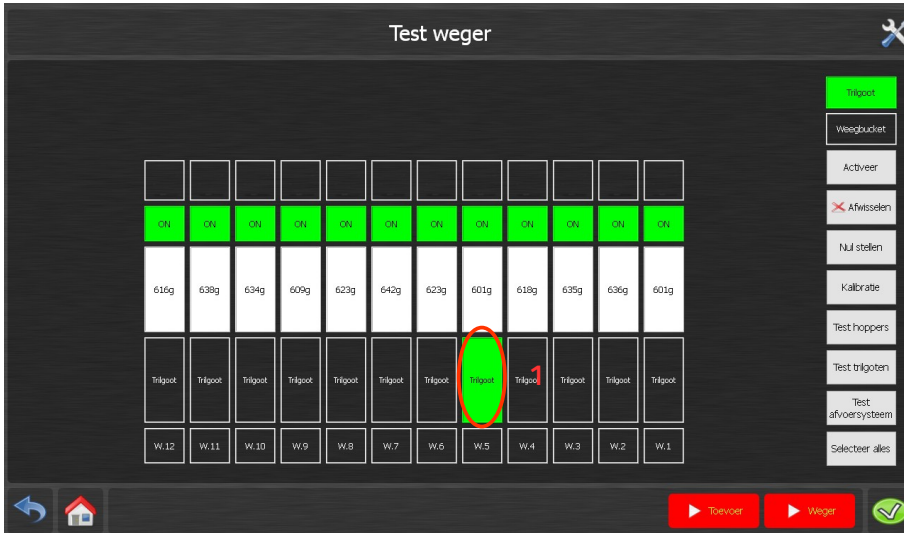 Test weger
ON ON ON ON ON ON ON ON ON ON ON ON
616g 638g 634g 609g 623g 642g 623g 601g 618g 635g 636g 601g
Trilgoot Trilgoot Trilgoot Trilgoot Trilgoot Trilgoot Trilgoot Trilgoot Trilgoot 1 Trilgoot Trilgoot Trilgoot
W.12 W.11 W.10 W.9 W.8 W.7 W.6 W.5 W.4 W.3 W.2 W.1
Trilgoot
Weegbucket
Activeer
Afwisselen
Nul stellen
Kalibratie
Test hoppers
Test trilgoten
Test
afvoersysteem
Selecteer alles
Toevoer Weger